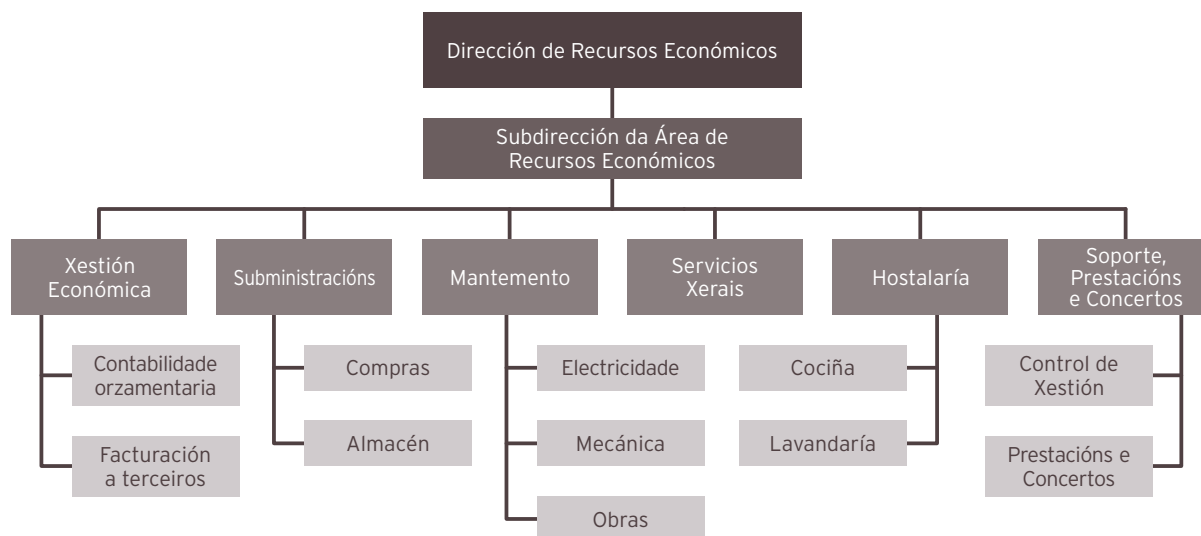 Dirección de Recursos Económicos
Subdirección da Área de
Recursos Económicos
Xestión
Económica
Subministracións
Mantemento
Servicios
Xerais
Hostalaría
Soporte,
Prestacións
e Concertos
Contabilidade
orzamentaria
Facturación
a terceiros
Compras
Almacén
Electricidade
Mecánica
Obras
Cociña
Lavandaría
Control de
Xestión
Prestacións e
Concertos